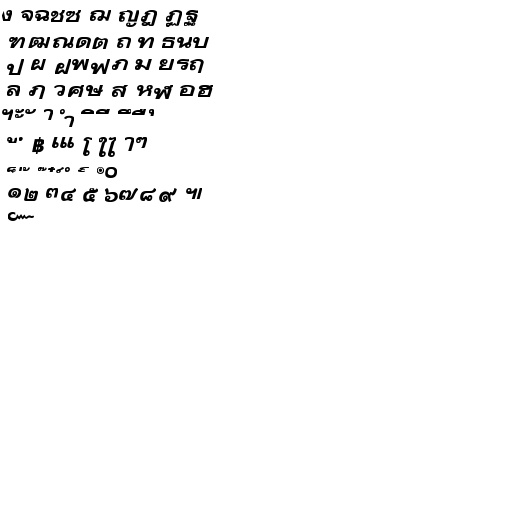 ง จฉชซ ฌ ญฎ ฏฐ
ฑฒณดต ถ ท ธนบ
ป ผ ฝพฟภ ม ยรฤ
ล ฦ วศษ ส หฬ อฮ
ฯะั า ำ ิีึืุ
ฺู ฿ เแ โ ใไ ๅๆ
็่้๊๋์ํ๎ ๏๐
๑๒ ๓๔ ๕ ๖๗๘๙ ๚
๛